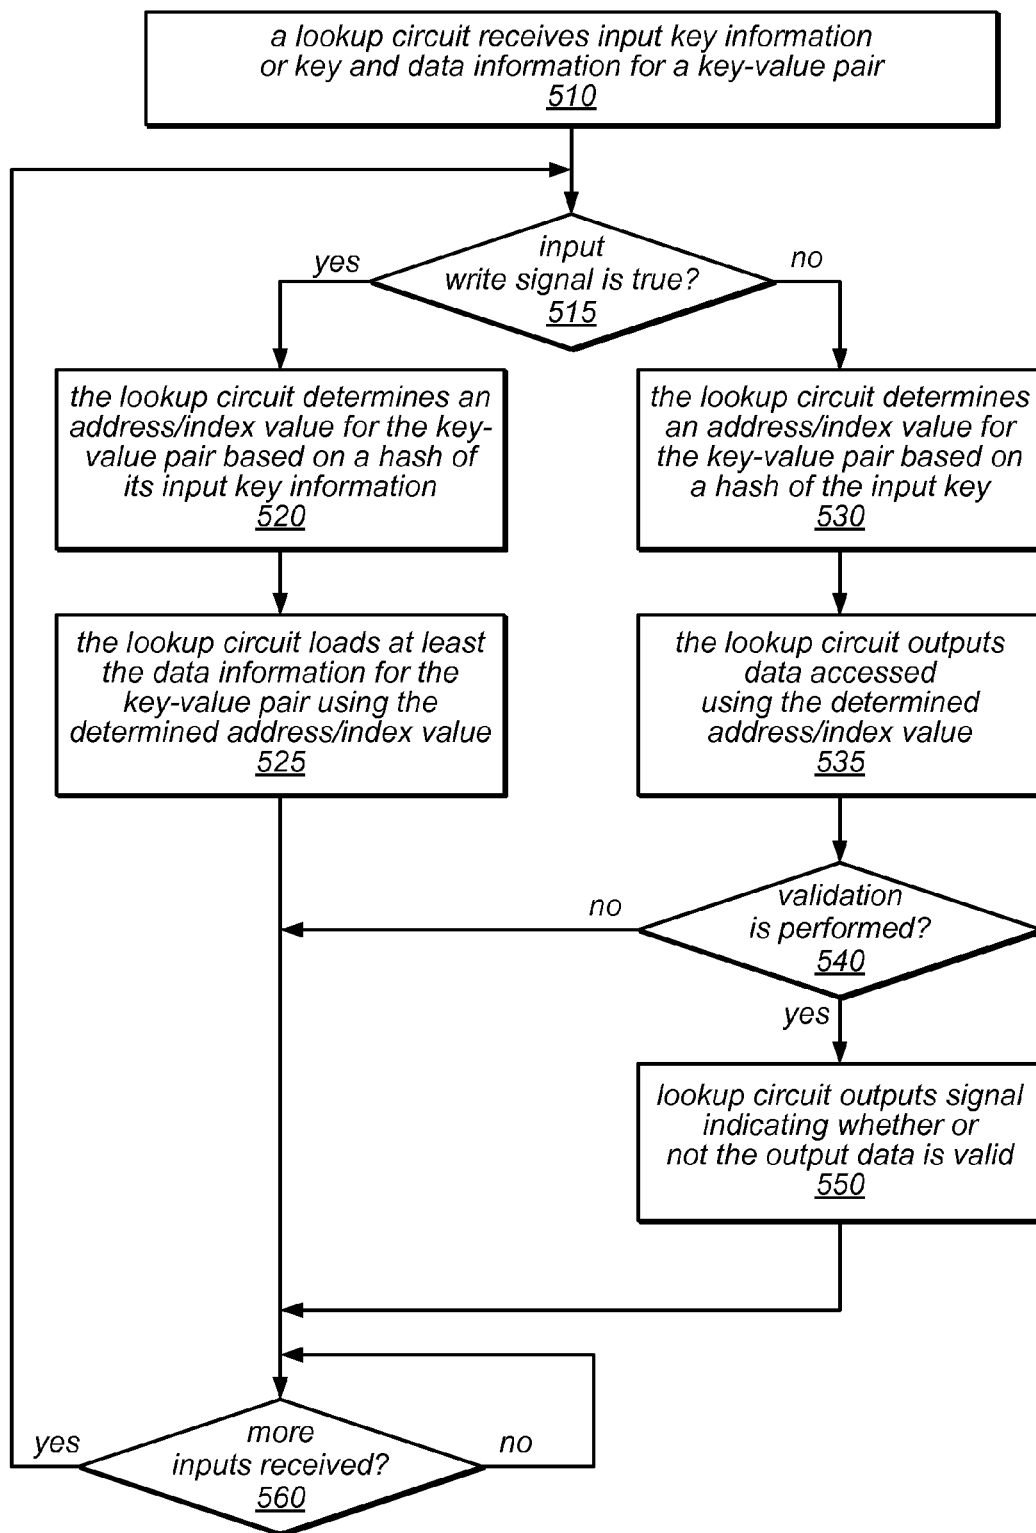 a lookup circuit receives input key information
or key and data information for a key-value pair
510
input
write signal is true?
515
yes
no
the lookup circuit determines an
address/index value for the key-
value pair based on a hash of
its input key information
520
the lookup circuit determines
an address/index value for
the key-value pair based on
a hash of the input key
530
the lookup circuit loads at least
the data information for the
key-value pair using the
determined address/index value
525
the lookup circuit outputs
data accessed
using the determined
address/index value
535
validation
is performed?
540
no
yes
lookup circuit outputs signal
indicating whether or
not the output data is valid
550
more
inputs received?
560
yes
no